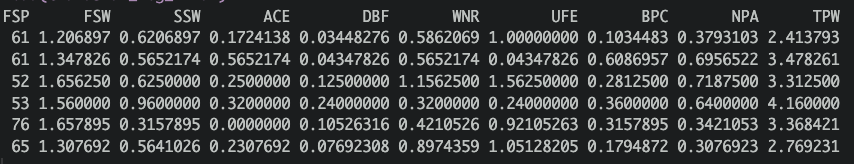 FSP FSW SSW ACE DBF WNR UFE BPC NPA TPW
61 1.206897 0.6206897 0.1724138 0.03448276 0.5862069 1.00000000 0.1034483 0.3793103 2.413793
61 1.347826 0.5652174 0.5652174 0.04347826 0.5652174 0.04347826 0.6086957 0.6956522 3.478261
52 1.656250 0.6250000 0.2500000 0.12500000 1.1562500 1.56250000 0.2812500 0.7187500 3.312500
53 1.560000 0.9600000 0.3200000 0.24000000 0.3200000 0.24000000 0.3600000 0.6400000 4.160000
76 1.657895 0.3157895 0.0000000 0.10526316 0.4210526 0.92105263 0.3157895 0.3421053 3.368421
65 1.307692 0.5641026 0.2307692 0.07692308 0.8974359 1.05128205 0.1794872 0.3076923 2.769231